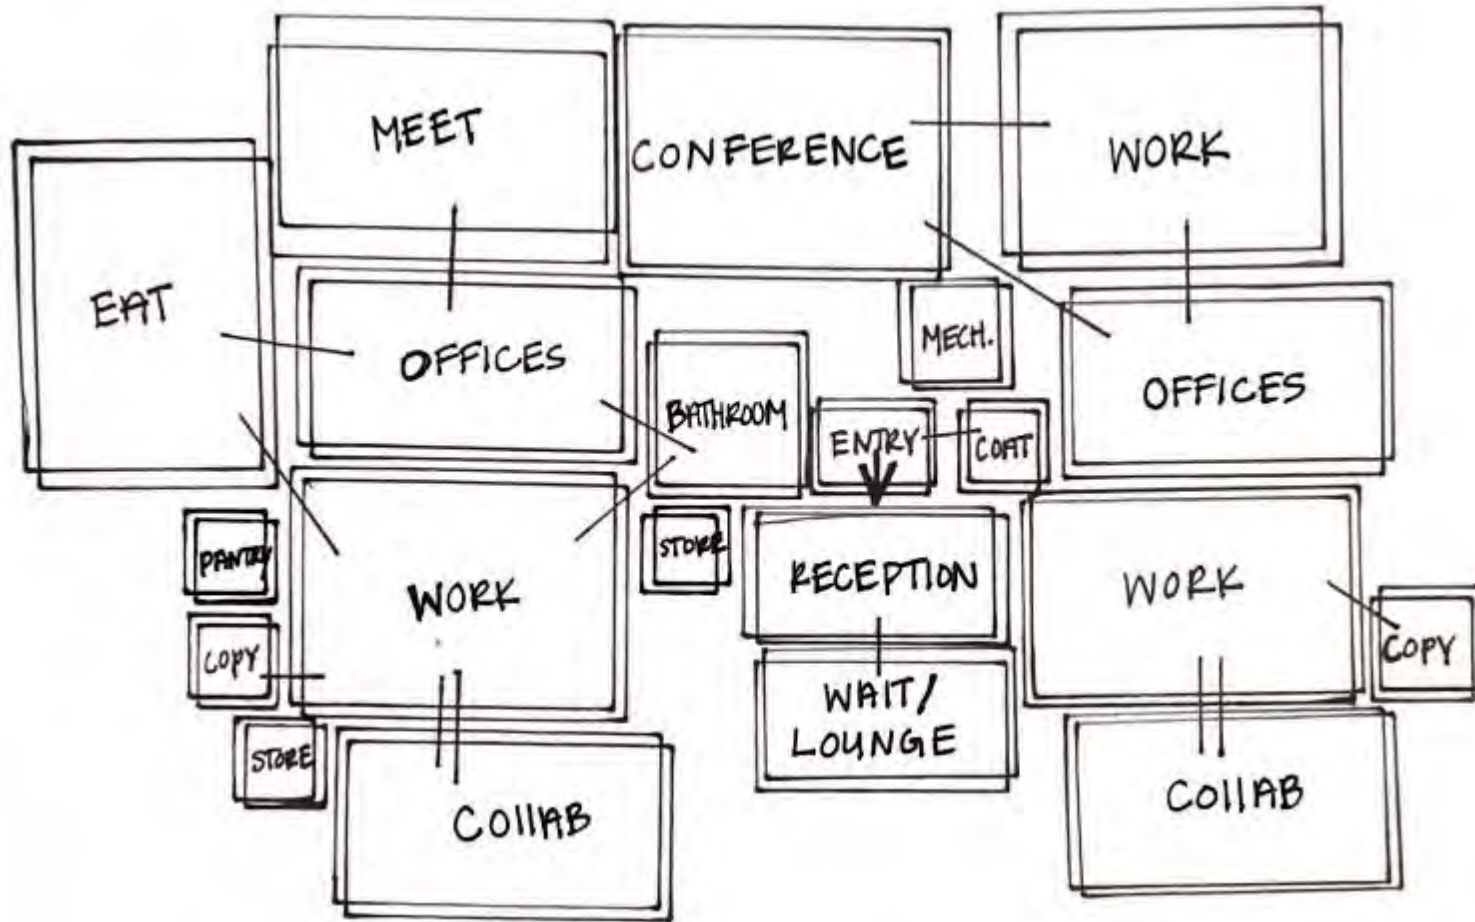 MEET
CONFERENCE
WORK
EAT
OFFICES
MECH.
OFFICES
BATHROOM
ENTRY
COAT
PANTRY
WORK
STORE
RECEPTION
WORK
COPY
COPY
WAIT/
LOUNGE
STORE
COllAB
COllAB